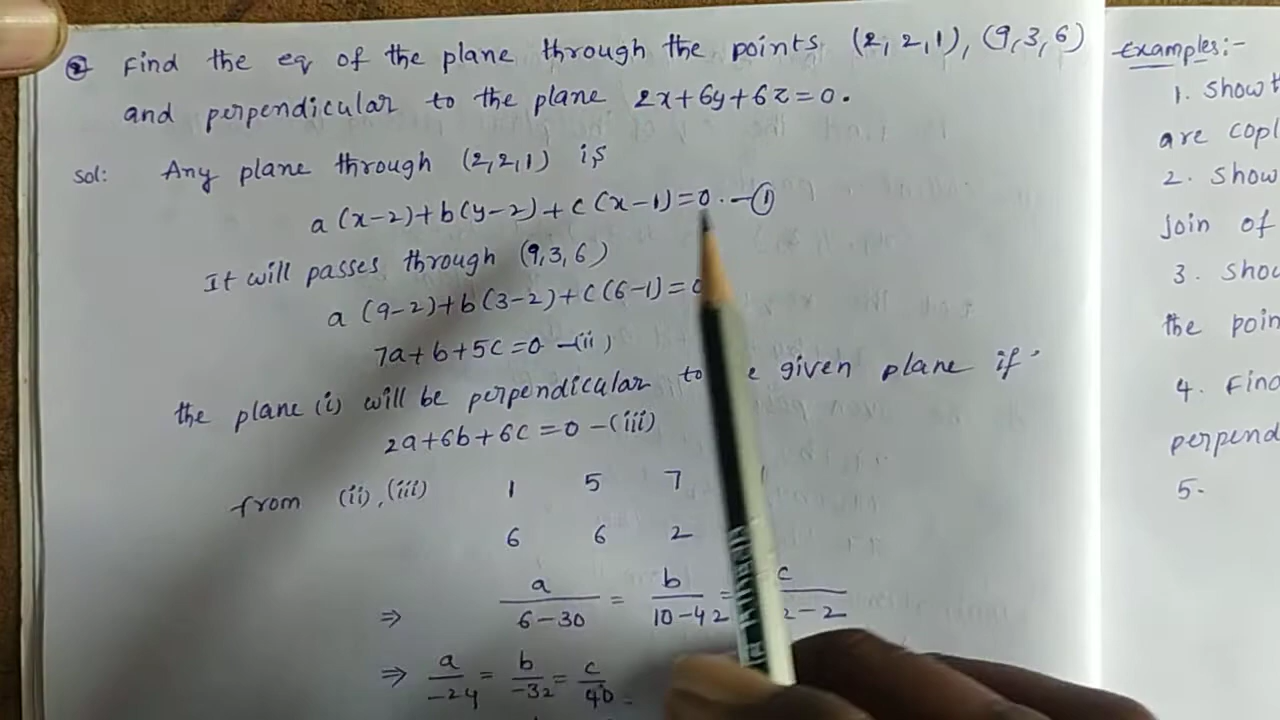 ② Find the eq of the plane through the points (2,2,1), (9,3,6)
and perpendicular to the plane 2x+6y+6z=0.
Sol: Any plane through (2,2,1) is
a(x-2)+b(y-2)+c(x-1)=0. -①
It will passes through (9,3,6)
a(9-2)+b(3-2)+c(6-1)=0
7a+b+5c=0 -(ii)
the plane (i) will be perpendicular to given plane if
2a+6b+6c=0 -(iii)
from (ii),(iii) 1 5 7
6 6 2
⇒ a/(6-30) = b/(10-42) = c/ 2-2
⇒ a/-24 = b/-32 = c/40
Examples:-
1. Show
are copl
2. Show
join of
3. Sho
the poin
4. Fin
perpend
5.